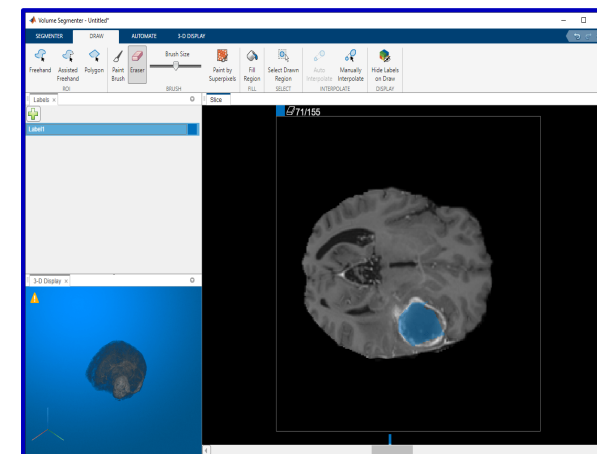 Volume Segmenter - Untitled*
SEGMENTER DRAW AUTOMATE 3-D DISPLAY
Freehand Assisted Freehand Polygon Paint Brush Eraser Brush Size Paint by Superpixels Fill Region Select Drawn Region Auto Interpolate Manually Interpolate Hide Labels on Draw
ROI BRUSH FILL SELECT INTERPOLATE DISPLAY
Labels Slice
71/155
Label1
3-D Display